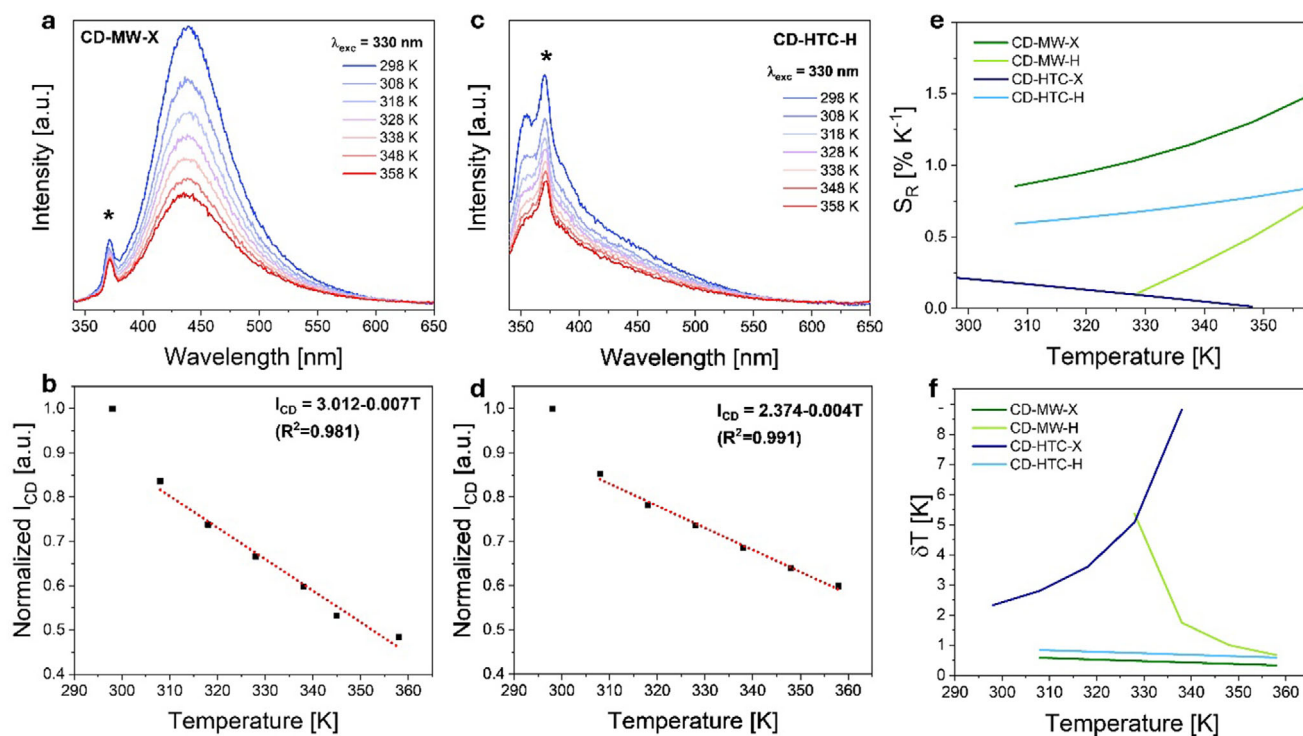 a
CD-MW-X
λexc = 330 nm
298 K
308 K
318 K
328 K
338 K
348 K
358 K
*
Intensity [a.u.]
350 400 450 500 550 600 650
Wavelength [nm]
c
CD-HTC-H
*
λexc = 330 nm
298 K
308 K
318 K
328 K
338 K
348 K
358 K
Intensity [a.u.]
350 400 450 500 550 600 650
Wavelength [nm]
e
CD-MW-X
CD-MW-H
CD-HTC-X
CD-HTC-H
2
1.5
1.0
0.5
0.0
SR [% K⁻¹]
300 310 320 330 340 350
Temperature [K]
b
ICD = 3.012-0.007T
(R²=0.981)
1.0
0.9
0.8
0.7
0.6
0.5
0.4
Normalized ICD [a.u.]
290 300 310 320 330 340 350 360
Temperature [K]
d
ICD = 2.374-0.004T
(R²=0.991)
1.0
0.9
0.8
0.7
0.6
0.5
0.4
Normalized ICD [a.u.]
290 300 310 320 330 340 350 360
Temperature [K]
f
CD-MW-X
CD-MW-H
CD-HTC-X
CD-HTC-H
8
7
6
5
4
3
2
1
0
δT [K]
290 300 310 320 330 340 350 360
Temperature [K]